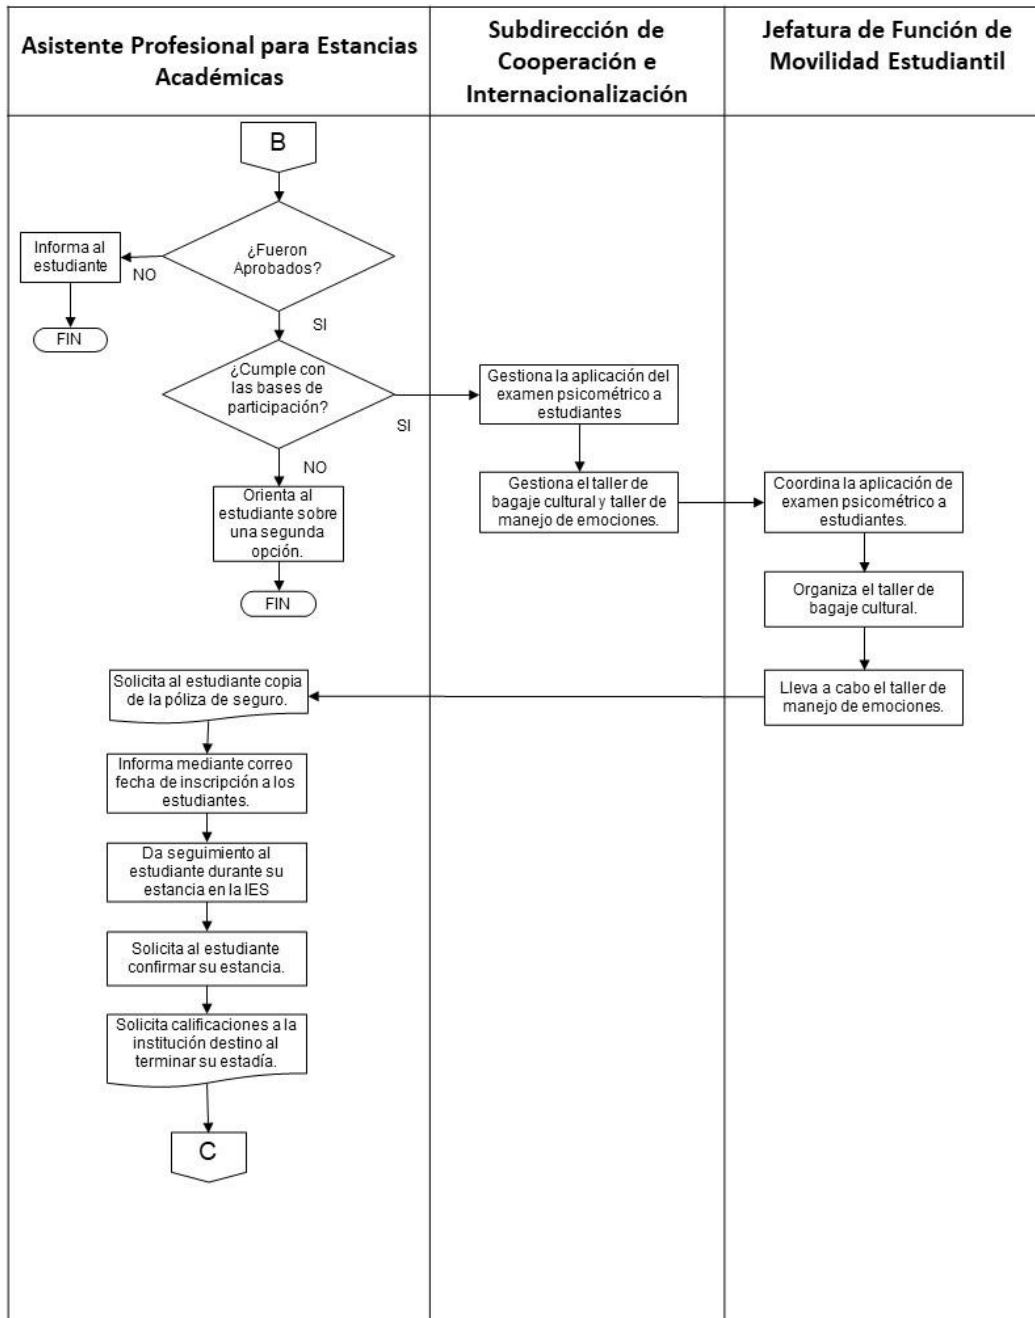 Asistente Profesional para Estancias
Académicas
Subdirección de
Cooperación e
Internacionalización
Jefatura de Función de
Movilidad Estudiantil
B
¿Fueron
Aprobados?
NO
Informa al
estudiante
FIN
SI
¿Cumple con
las bases de
participación?
SI
Gestiona la aplicación del
examen psicométrico a
estudiantes
Gestiona el taller de
bagaje cultural y taller de
manejo de emociones.
Coordina la aplicación de
examen psicométrico a
estudiantes.
Organiza el taller de
bagaje cultural.
Lleva a cabo el taller de
manejo de emociones.
NO
Orienta al
estudiante sobre
una segunda
opción.
FIN
Solicita al estudiante copia
de la póliza de seguro.
Informa mediante correo
fecha de inscripción a los
estudiantes.
Da seguimiento al
estudiante durante su
estancia en la IES
Solicita al estudiante
confirmar su estancia.
Solicita calificaciones a la
institución destino al
terminar su estadía.
C